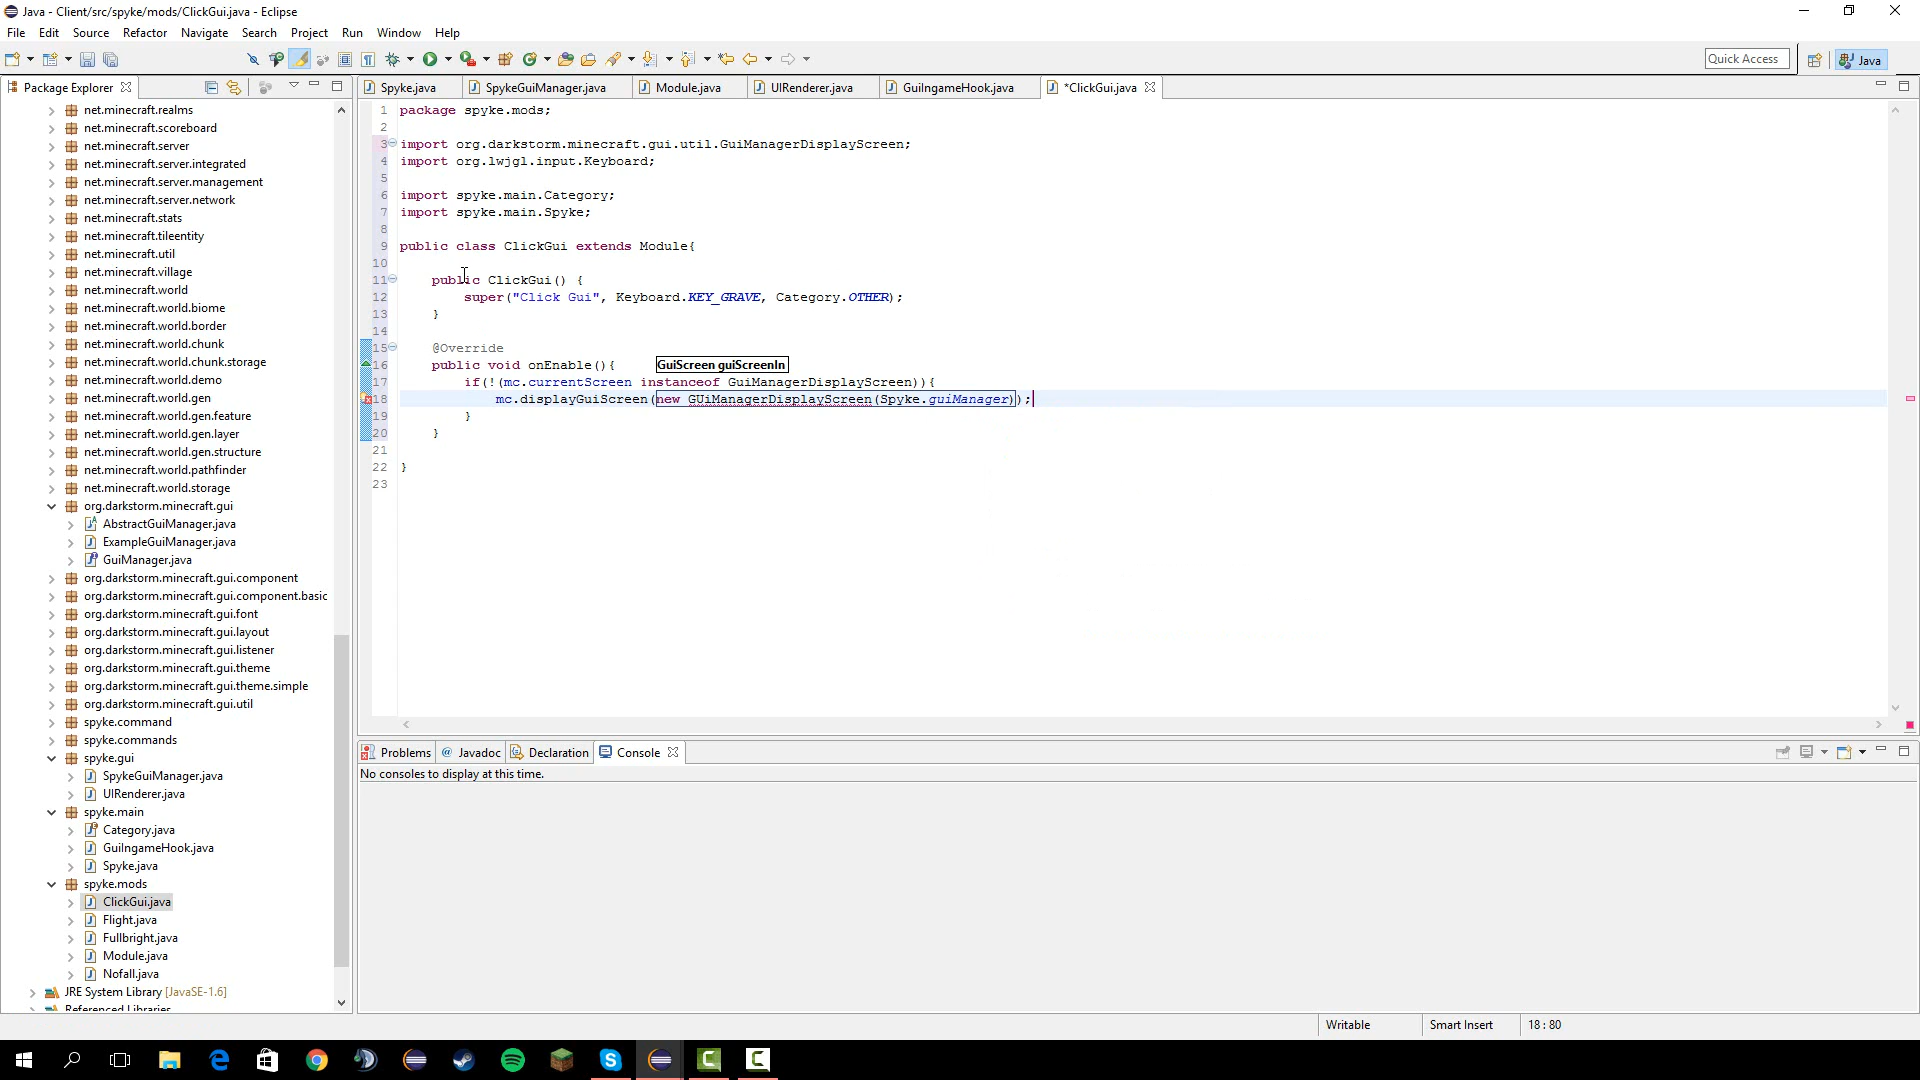 Java - Client/src/spyke/mods/ClickGui.java - Eclipse
File Edit Source Refactor Navigate Search Project Run Window Help
Quick Access Java
Package Explorer
Spyke.java SpykeGuiManager.java Module.java UIRenderer.java GuiIngameHook.java *ClickGui.java
net.minecraft.realms
net.minecraft.scoreboard
net.minecraft.server
net.minecraft.server.integrated
net.minecraft.server.management
net.minecraft.server.network
net.minecraft.stats
net.minecraft.tileentity
net.minecraft.util
net.minecraft.village
net.minecraft.world
net.minecraft.world.biome
net.minecraft.world.border
net.minecraft.world.chunk
net.minecraft.world.chunk.storage
net.minecraft.world.demo
net.minecraft.world.gen
net.minecraft.world.gen.feature
net.minecraft.world.gen.layer
net.minecraft.world.gen.structure
net.minecraft.world.pathfinder
net.minecraft.world.storage
org.darkstorm.minecraft.gui
AbstractGuiManager.java
ExampleGuiManager.java
GuiManager.java
org.darkstorm.minecraft.gui.component
org.darkstorm.minecraft.gui.component.basic
org.darkstorm.minecraft.gui.font
org.darkstorm.minecraft.gui.layout
org.darkstorm.minecraft.gui.listener
org.darkstorm.minecraft.gui.theme
org.darkstorm.minecraft.gui.theme.simple
org.darkstorm.minecraft.gui.util
spyke.command
spyke.commands
spyke.gui
SpykeGuiManager.java
UIRenderer.java
spyke.main
Category.java
GuiIngameHook.java
Spyke.java
spyke.mods
ClickGui.java
Flight.java
Fullbright.java
Module.java
Nofall.java
JRE System Library [JavaSE-1.6]
Referenced Libraries
1 package spyke.mods;
2
3 import org.darkstorm.minecraft.gui.util.GuiManagerDisplayScreen;
4 import org.lwjgl.input.Keyboard;
5
6 import spyke.main.Category;
7 import spyke.main.Spyke;
8
9 public class ClickGui extends Module{
10
11 public ClickGui() {
12 super("Click Gui", Keyboard.KEY_GRAVE, Category.OTHER);
13 }
14
15 @Override
16 public void onEnable(){
GuiScreen guiScreenIn
17 if(!(mc.currentScreen instanceof GuiManagerDisplayScreen)){
18 mc.displayGuiScreen(new GUiManagerDisplayScreen(Spyke.guiManager));
19 }
20 }
21
22 }
23
Problems Javadoc Declaration Console
No consoles to display at this time.
Writable Smart Insert 18 : 80